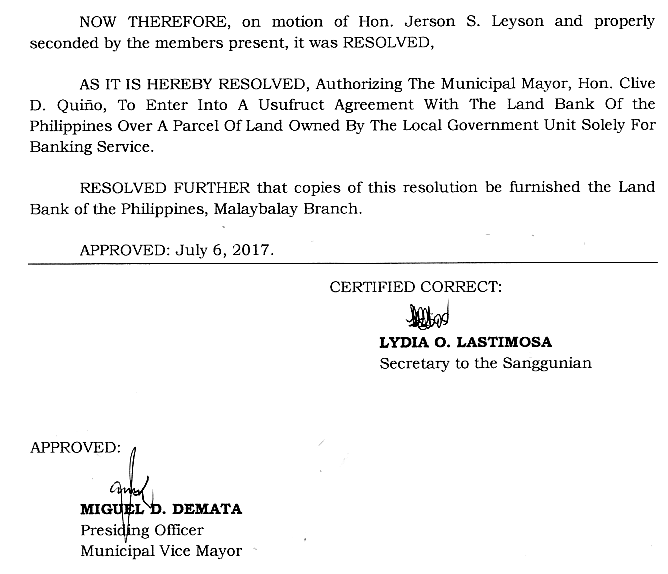 NOW THEREFORE, on motion of Hon. Jerson S. Leyson and properly
seconded by the members present, it was RESOLVED,
AS IT IS HEREBY RESOLVED, Authorizing The Municipal Mayor, Hon. Clive
D. Quiño, To Enter Into A Usufruct Agreement With The Land Bank Of the
Philippines Over A Parcel Of Land Owned By The Local Government Unit Solely For
Banking Service.
RESOLVED FURTHER that copies of this resolution be furnished the Land
Bank of the Philippines, Malaybalay Branch.
APPROVED: July 6, 2017.
CERTIFIED CORRECT:
LYDIA O. LASTIMOSA
Secretary to the Sanggunian
APPROVED:
MIGUEL D. DEMATA
Presiding Officer
Municipal Vice Mayor